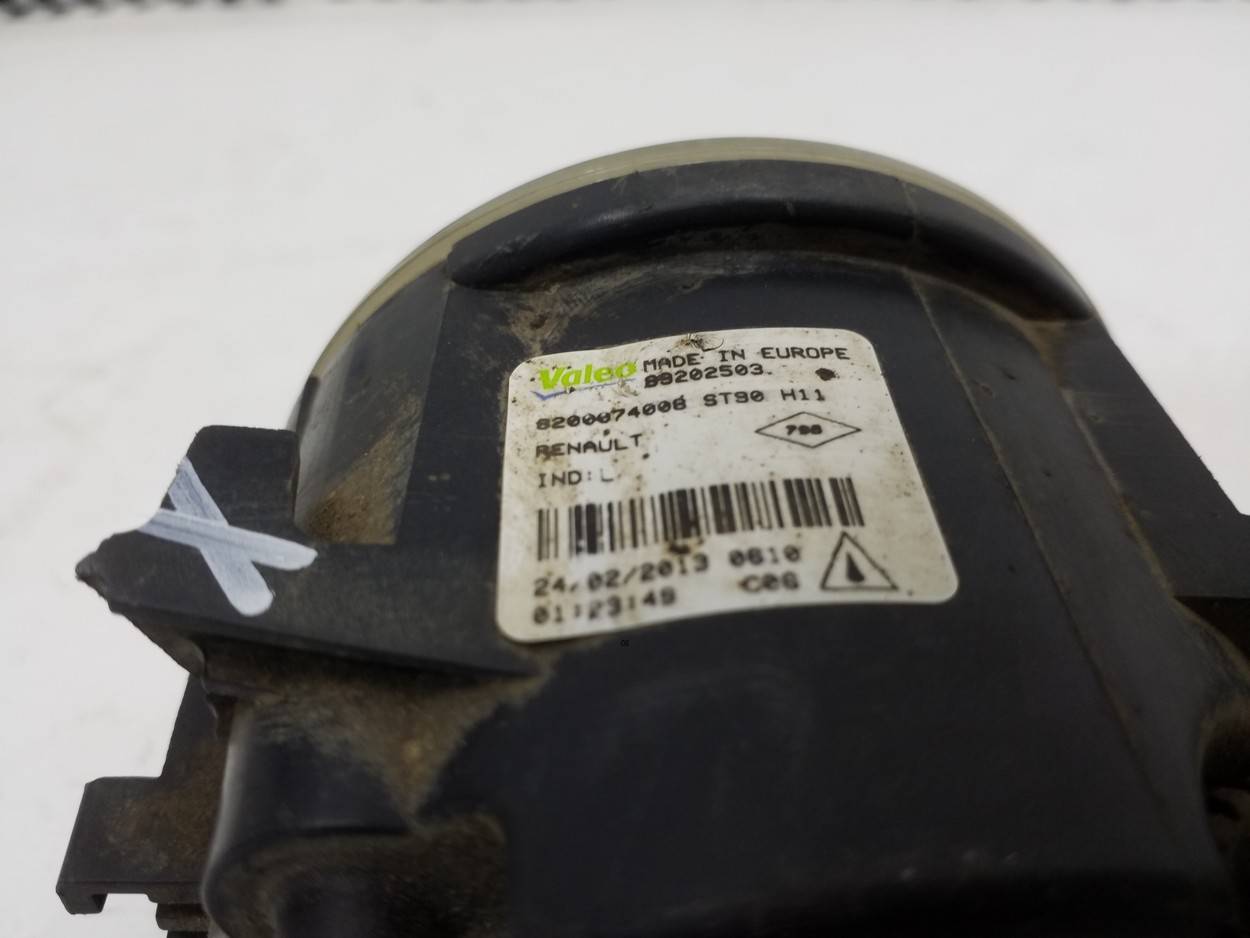 Valeo MADE IN EUROPE
89202503
8200074008 ST90 H11
RENAULT
IND:L
24/02/2013 0610
01:23:49 C06